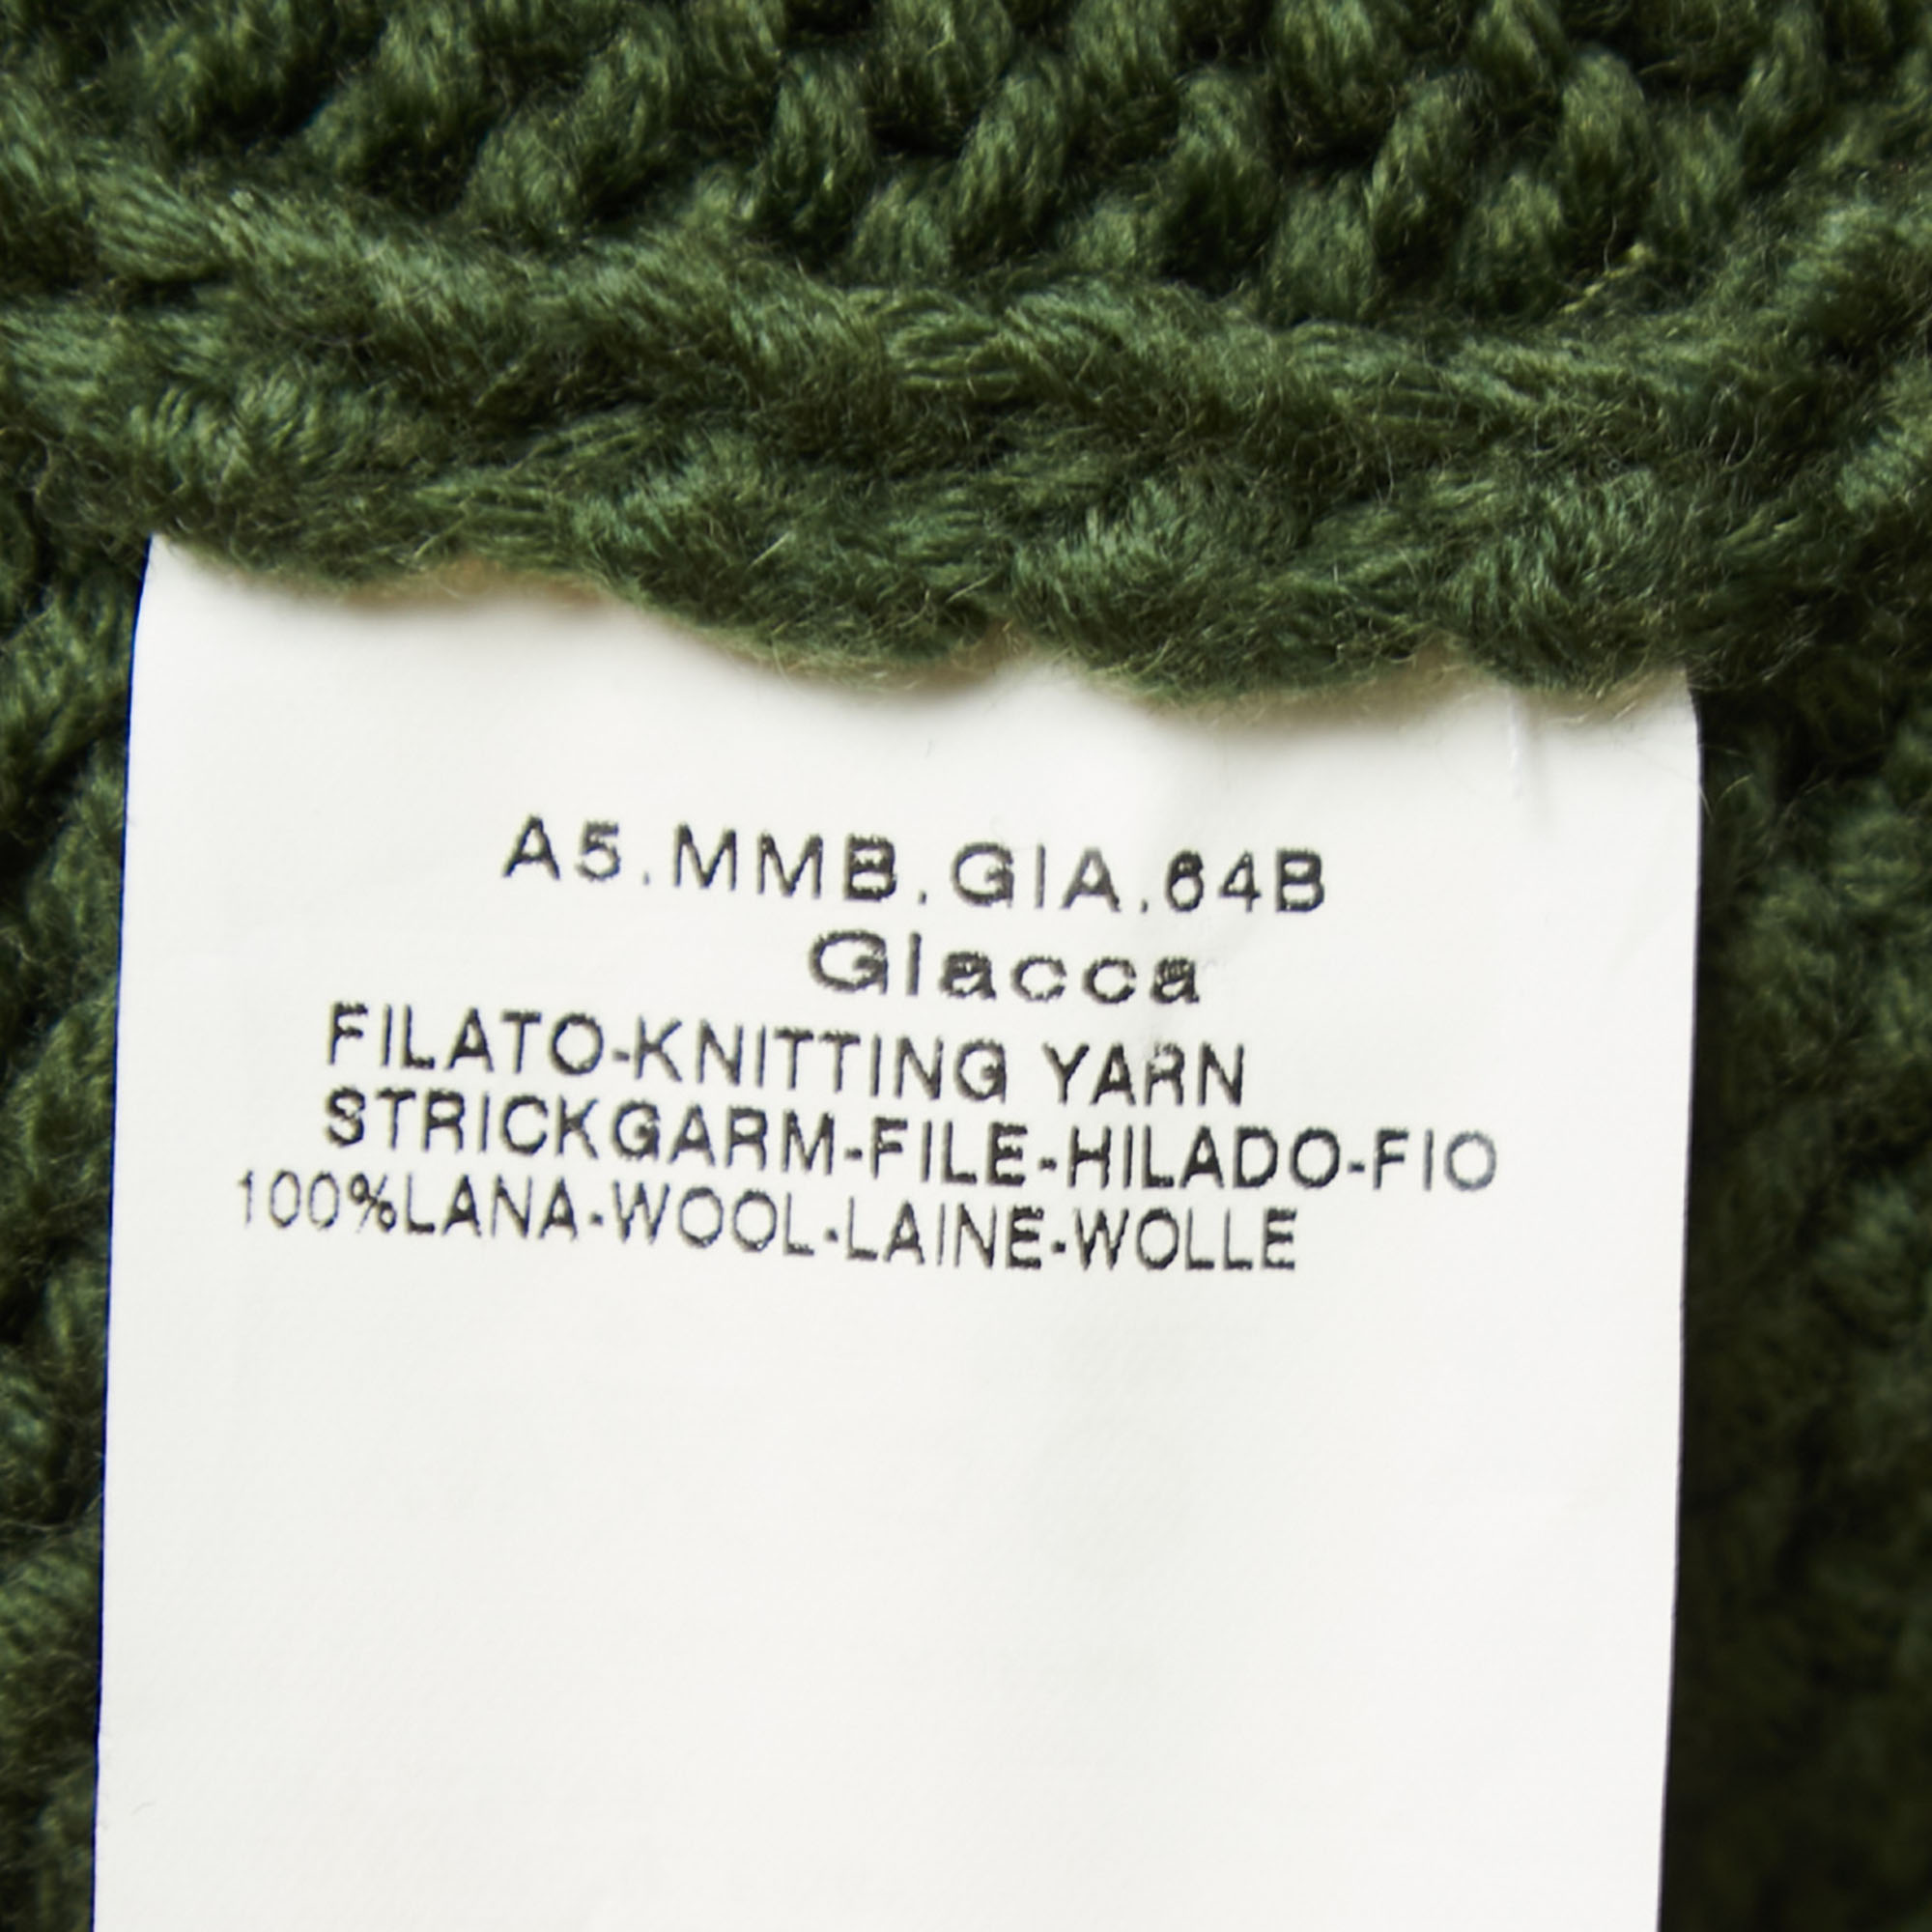 A5.MMB.GIA.64B
Giacca
FILATO-KNITTING YARN
STRICKGARM-FILE-HILADO-FIO
100%LANA-WOOL-LAINE-WOLLE